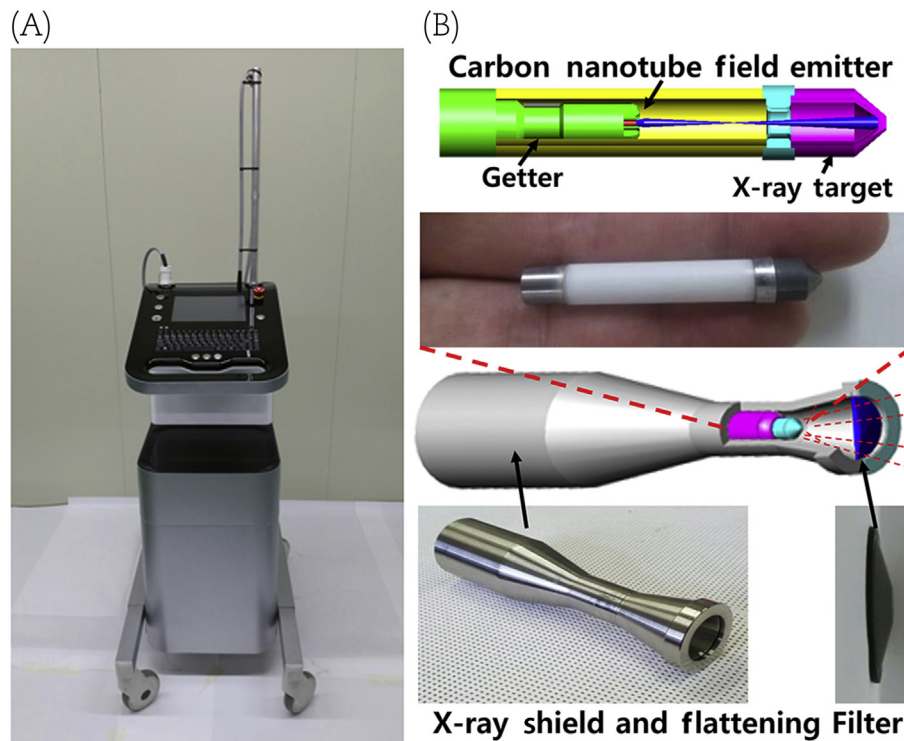 (A)
(B)
Carbon nanotube field emitter
Getter
X-ray target
X-ray shield and flattening Filter